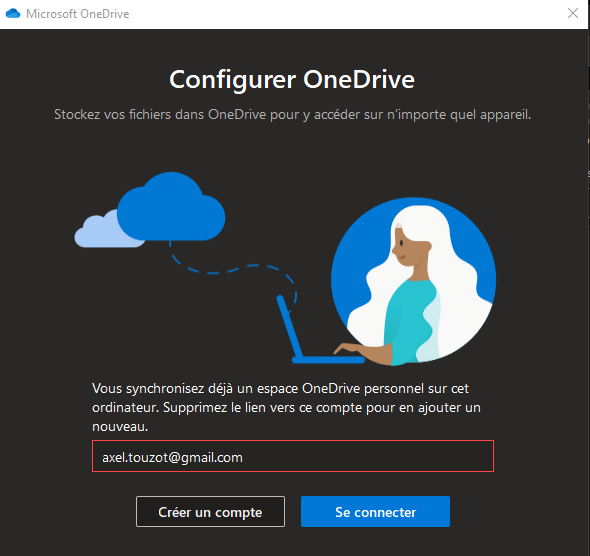 Microsoft OneDrive
Configurer OneDrive
Stockez vos fichiers dans OneDrive pour y accéder sur n'importe quel appareil.
Vous synchronisez déjà un espace OneDrive personnel sur cet
ordinateur. Supprimez le lien vers ce compte pour en ajouter un
nouveau.
axel.touzot@gmail.com
Créer un compte
Se connecter